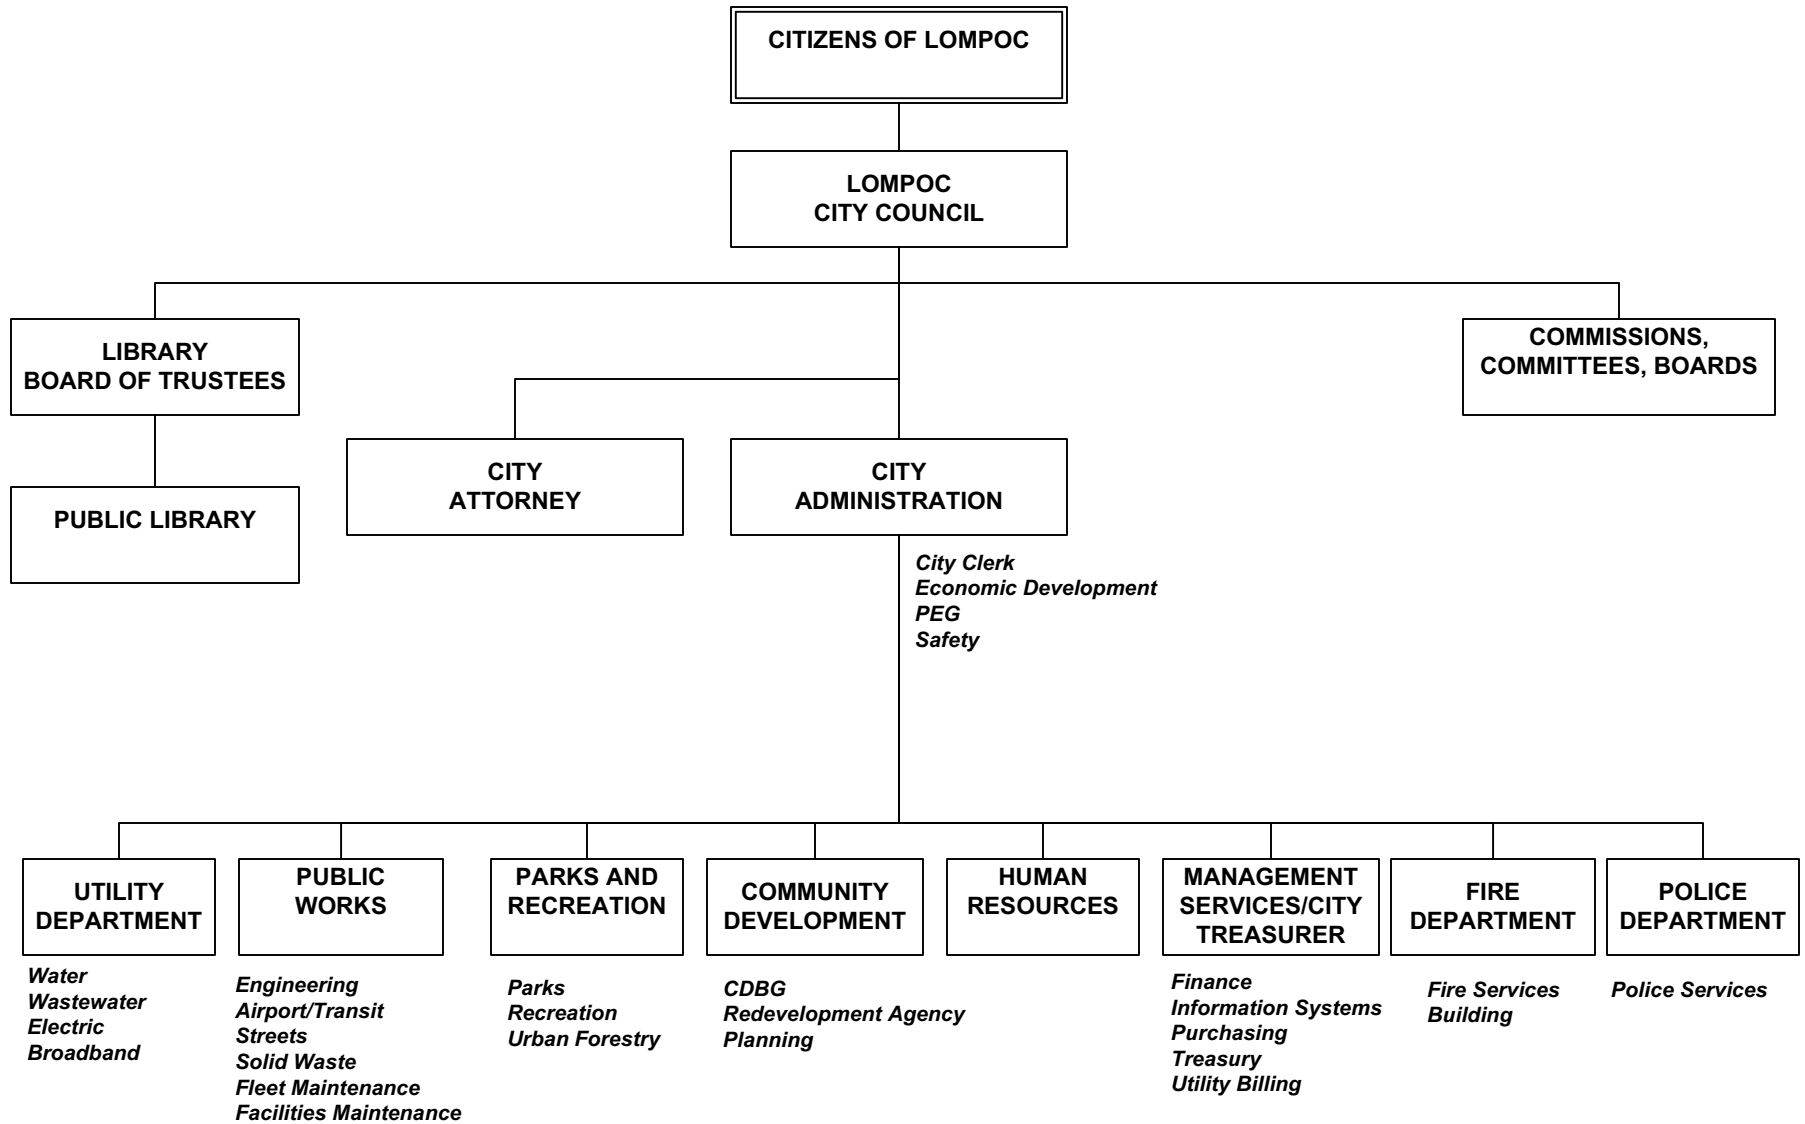 CITIZENS OF LOMPOC
LOMPOC
CITY COUNCIL
LIBRARY
BOARD OF TRUSTEES
COMMISSIONS,
COMMITTEES, BOARDS
PUBLIC LIBRARY
CITY
ATTORNEY
CITY
ADMINISTRATION
City Clerk
Economic Development
PEG
Safety
UTILITY
DEPARTMENT
Water
Wastewater
Electric
Broadband
PUBLIC
WORKS
Engineering
Airport/Transit
Streets
Solid Waste
Fleet Maintenance
Facilities Maintenance
PARKS AND
RECREATION
Parks
Recreation
Urban Forestry
COMMUNITY
DEVELOPMENT
CDBG
Redevelopment Agency
Planning
HUMAN
RESOURCES
MANAGEMENT
SERVICES/CITY
TREASURER
Finance
Information Systems
Purchasing
Treasury
Utility Billing
FIRE
DEPARTMENT
Fire Services
Building
POLICE
DEPARTMENT
Police Services